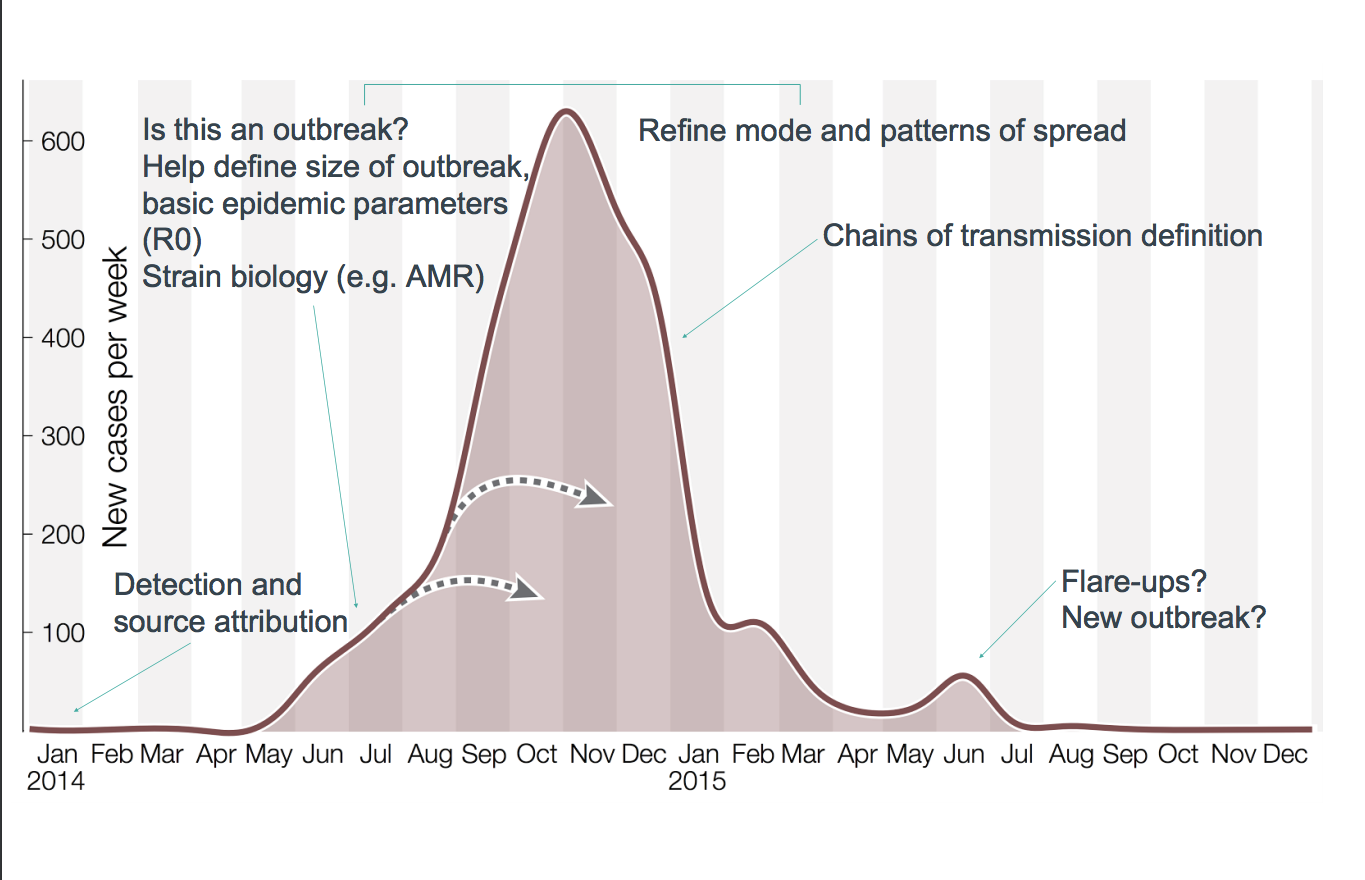 Is this an outbreak?
Help define size of outbreak,
basic epidemic parameters
(R0)
Strain biology (e.g. AMR)
Refine mode and patterns of spread
Chains of transmission definition
Detection and
source attribution
Flare-ups?
New outbreak?
New cases per week
600
500
400
300
200
100
Jan Feb Mar Apr May Jun Jul Aug Sep Oct Nov Dec Jan Feb Mar Apr May Jun Jul Aug Sep Oct Nov Dec
2014 2015